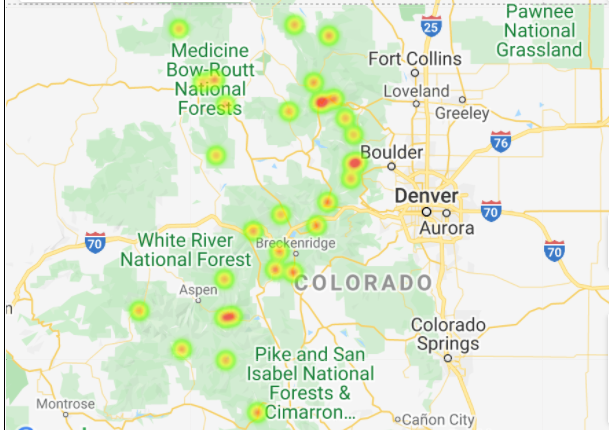 Pawnee
National
Grassland
25
Medicine
Bow-Routt
National
Forests
Fort Collins
Loveland
Greeley
76
Boulder
Denver
70
Aurora
70
White River
National Forest
Breckenridge
70
Aspen
COLORADO
Colorado
Springs
Pike and San
Isabel National
Forests &
Cimarron...
Montrose
Cañon City